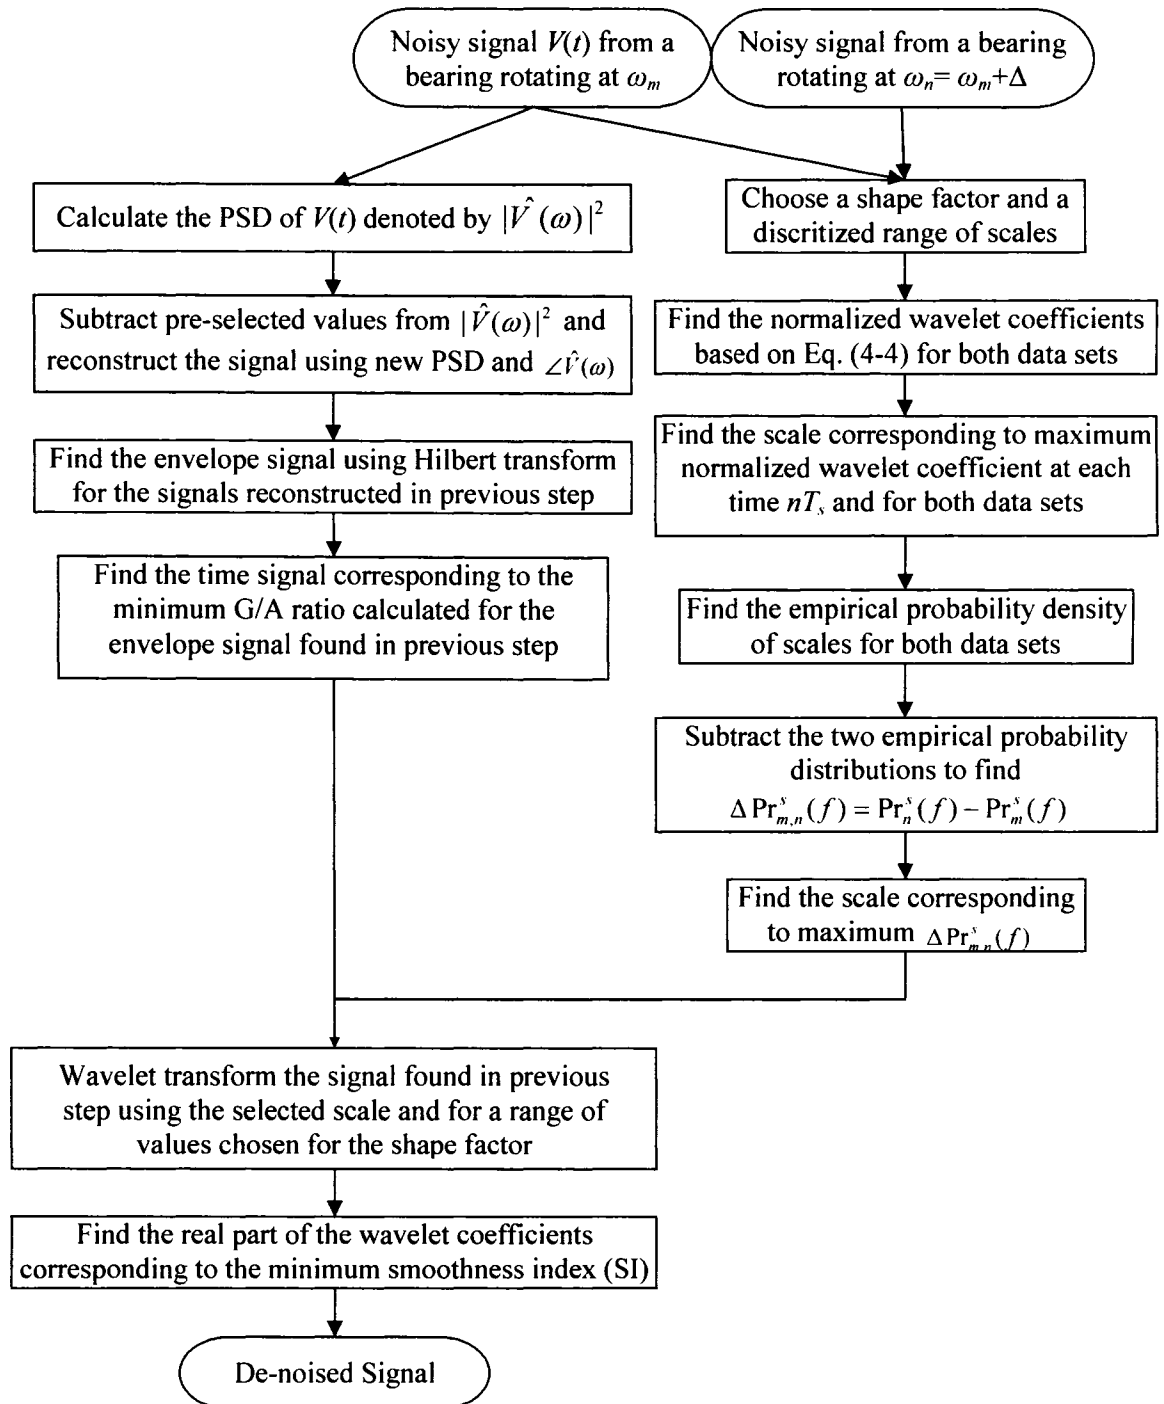 Noisy signal V(t) from a
bearing rotating at ωm
Noisy signal from a bearing
rotating at ωn= ωm+Δ
Calculate the PSD of V(t) denoted by |V̂(ω)|²
Subtract pre-selected values from |V̂(ω)|² and
reconstruct the signal using new PSD and ∠V̂(ω)
Find the envelope signal using Hilbert transform
for the signals reconstructed in previous step
Find the time signal corresponding to the
minimum G/A ratio calculated for the
envelope signal found in previous step
Choose a shape factor and a
discritized range of scales
Find the normalized wavelet coefficients
based on Eq. (4-4) for both data sets
Find the scale corresponding to maximum
normalized wavelet coefficient at each
time nTs and for both data sets
Find the empirical probability density
of scales for both data sets
Subtract the two empirical probability
distributions to find
Δ Pr^s_m,n(f) = Pr^s_n(f) − Pr^s_m(f)
Find the scale corresponding
to maximum Δ Pr^s_m,n(f)
Wavelet transform the signal found in previous
step using the selected scale and for a range of
values chosen for the shape factor
Find the real part of the wavelet coefficients
corresponding to the minimum smoothness index (SI)
De-noised Signal